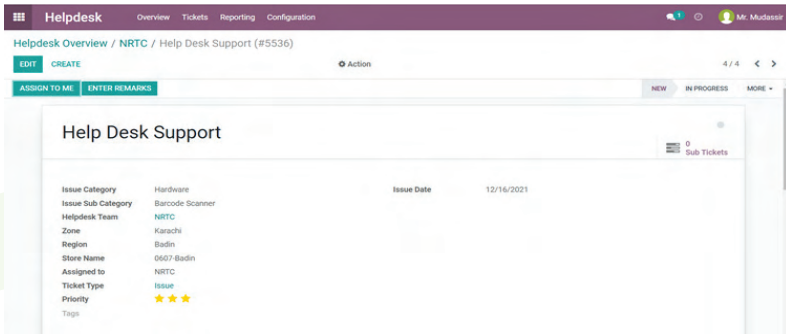 Helpdesk Overview Tickets Reporting Configuration 1 Mr. Mudassir
Helpdesk Overview / NRTC / Help Desk Support (#5536)
EDIT CREATE Action 4 / 4
ASSIGN TO ME ENTER REMARKS NEW IN PROGRESS MORE
Help Desk Support
0
Sub Tickets
Issue Category Hardware Issue Date 12/16/2021
Issue Sub Category Barcode Scanner
Helpdesk Team NRTC
Zone Karachi
Region Badin
Store Name 0607-Badin
Assigned to NRTC
Ticket Type Issue
Priority
Tags